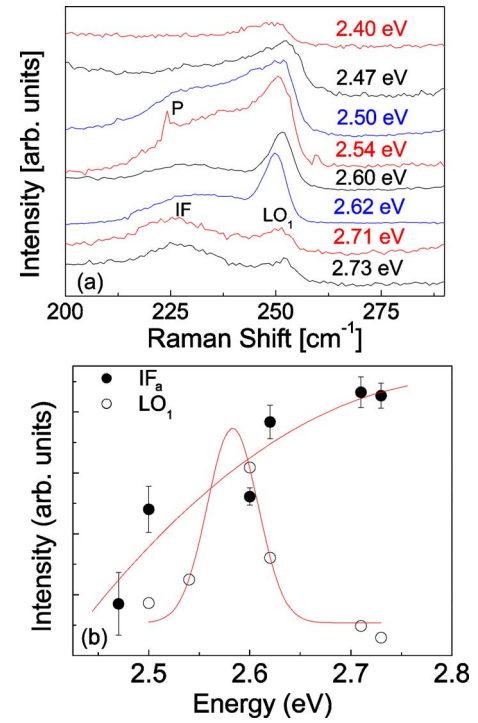 Intensity [arb. units]
2.40 eV
2.47 eV
2.50 eV
P
2.54 eV
2.60 eV
IF
LO₁
2.62 eV
2.71 eV
2.73 eV
(a)
200 225 250 275
Raman Shift [cm⁻¹]
IFₐ
LO₁
Intensity (arb. units)
(b)
2.5 2.6 2.7 2.8
Energy (eV)